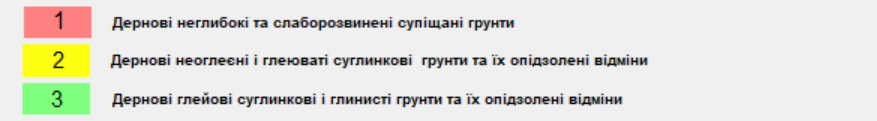 1 Дернові неглибокі та слаборозвинені супіщані грунти
2 Дернові неоглеєні і глеюваті суглинкові грунти та їх опідзолені відміни
3 Дернові глейові суглинкові і глинисті грунти та їх опідзолені відміни